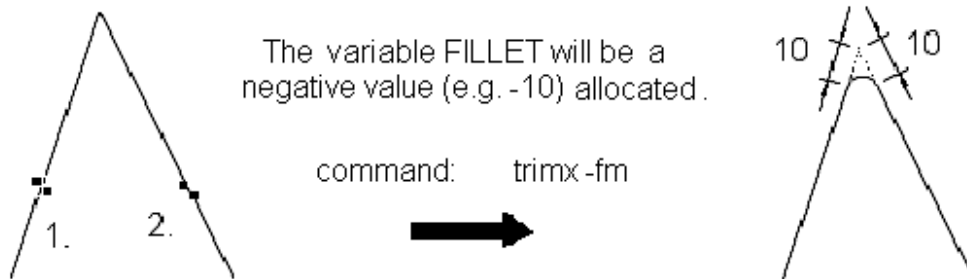 The variable FILLET will be a
negative value (e.g. -10) allocated.
command: trimx -fm
1.
2.
10
10